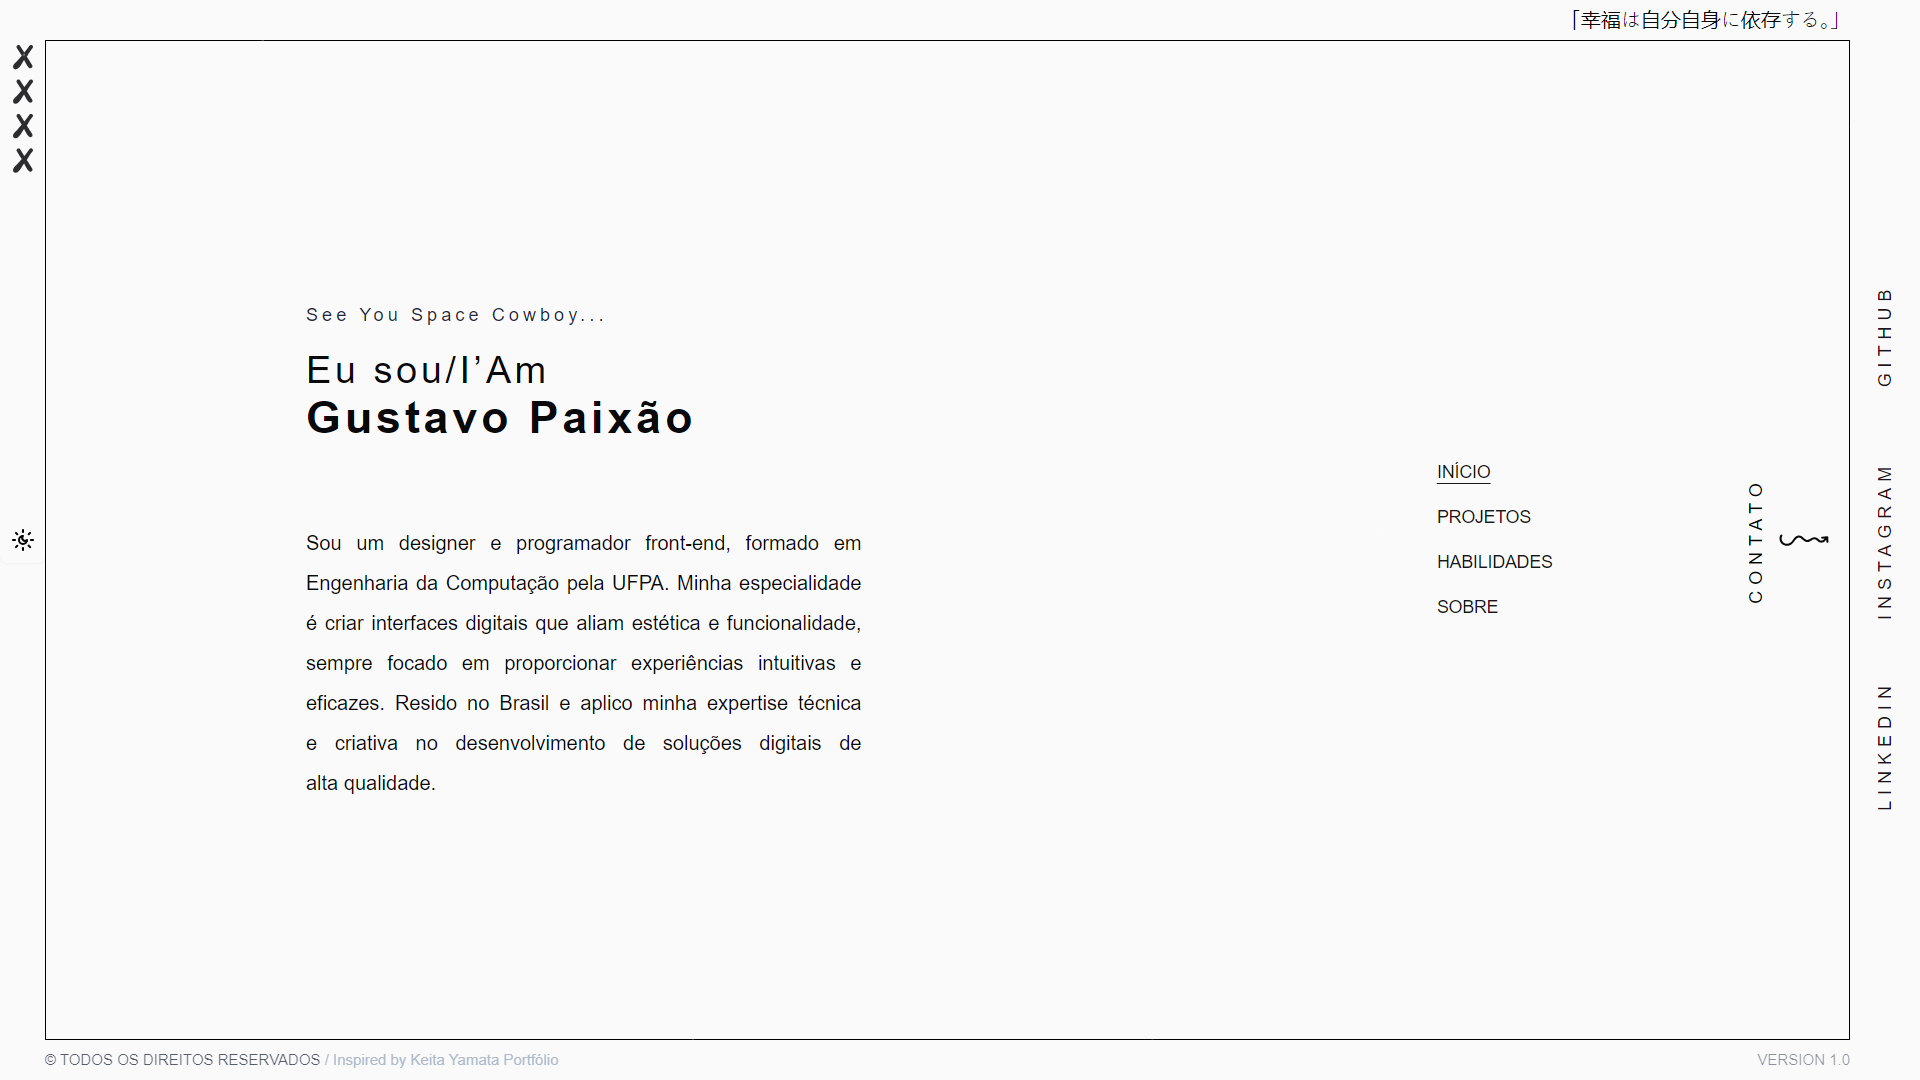 「幸福は自分自身に依存する。」
See You Space Cowboy...
Eu sou/I’Am
Gustavo Paixão
Sou um designer e programador front-end, formado em
Engenharia da Computação pela UFPA. Minha especialidade
é criar interfaces digitais que aliam estética e funcionalidade,
sempre focado em proporcionar experiências intuitivas e
eficazes. Resido no Brasil e aplico minha expertise técnica
e criativa no desenvolvimento de soluções digitais de
alta qualidade.
INÍCIO
PROJETOS
HABILIDADES
SOBRE
CONTATO
GITHUB
INSTAGRAM
LINKEDIN
© TODOS OS DIREITOS RESERVADOS / Inspired by Keita Yamata Portfólio
VERSION 1.0